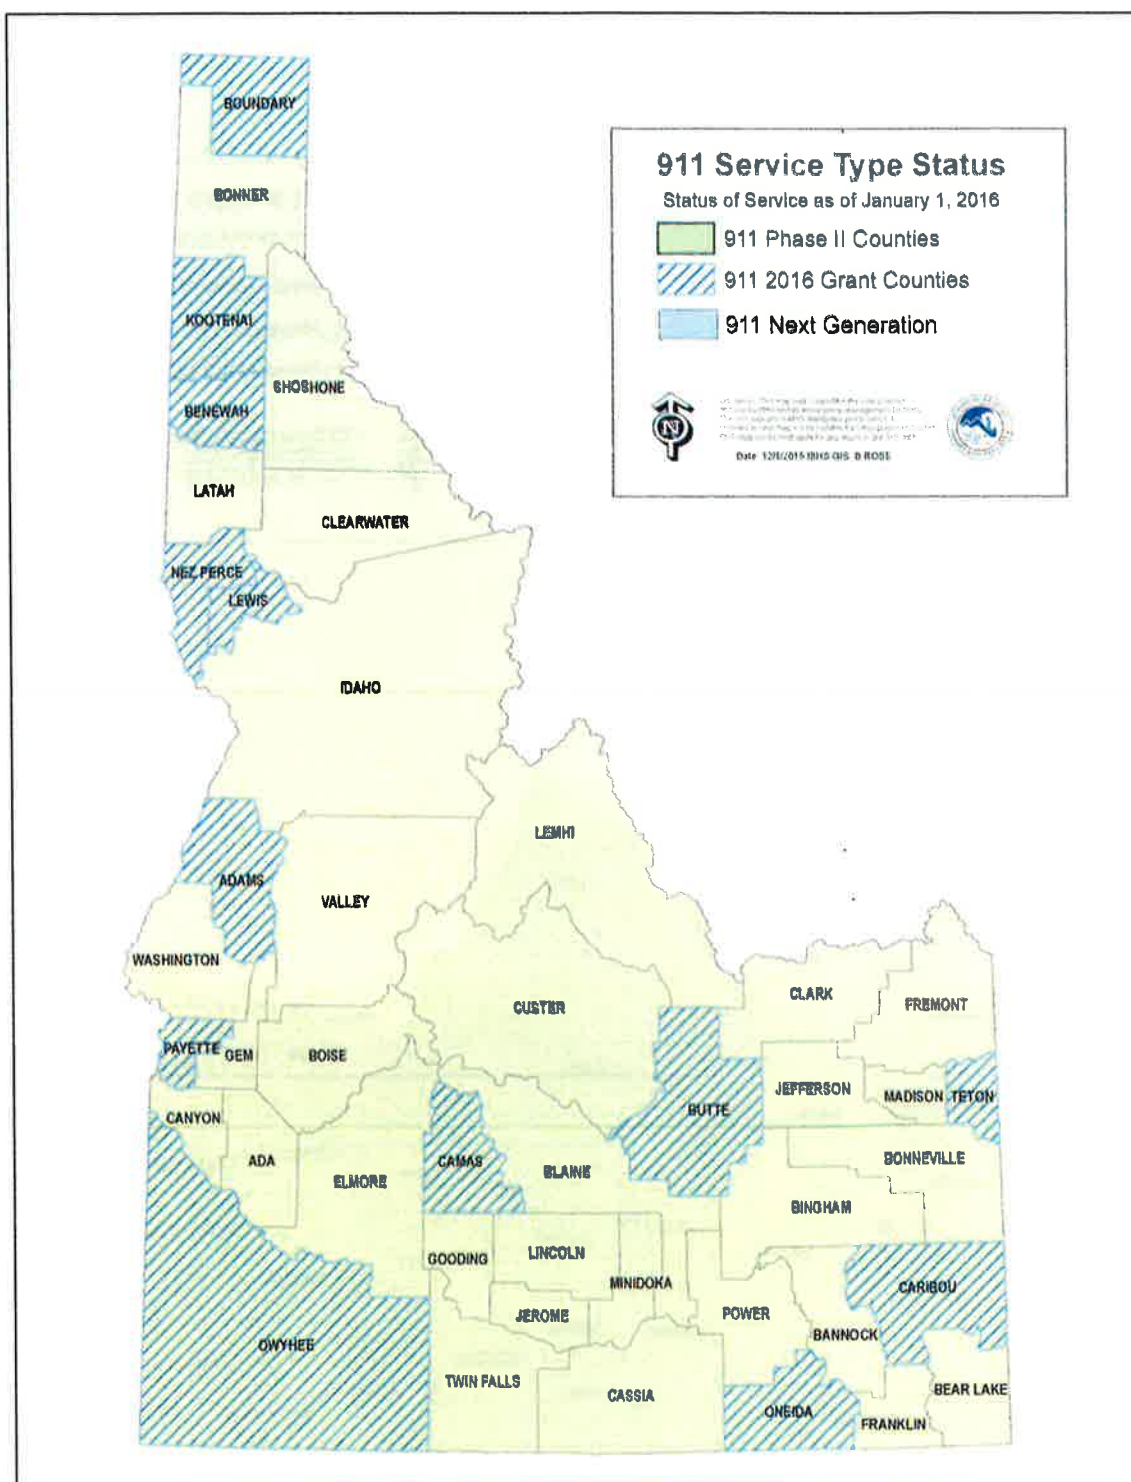 BOUNDARY
911 Service Type Status
Status of Service as of January 1, 2016
911 Phase II Counties
911 2016 Grant Counties
911 Next Generation
N
BONNER
KOOTENAI
SHOSHONE
BENEWAH
LATAH
CLEARWATER
NEZ PERCE
LEWIS
IDAHO
LEMHI
ADAMS
VALLEY
WASHINGTON
CLARK
FREMONT
CUSTER
PAYETTE
GEM
BOISE
JEFFERSON
MADISON
TETON
BUTTE
CANYON
ADA
CAMAS
BLAINE
ELMORE
BONNEVILLE
BINGHAM
GOODING
LINCOLN
MINIDOKA
CARIBOU
JEROME
POWER
BANNOCK
OWYHEE
TWIN FALLS
CASSIA
BEAR LAKE
ONEIDA
FRANKLIN